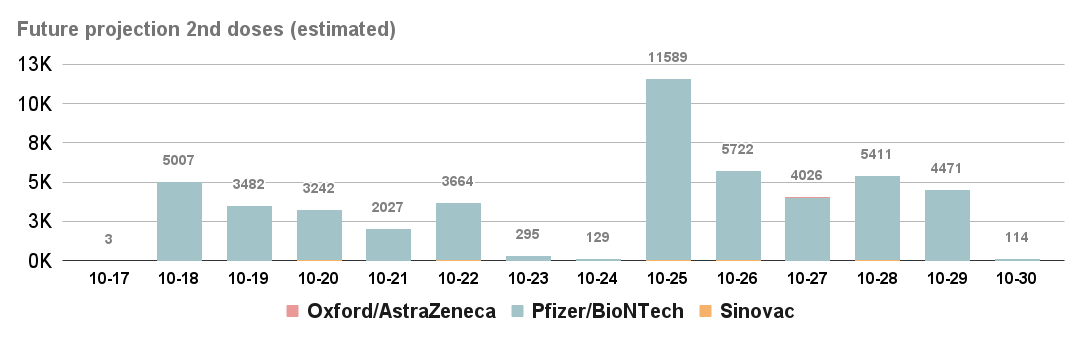 Future projection 2nd doses (estimated)
13K
10K
8K
5K
3K
0K
3
5007
3482
3242
2027
3664
295
129
11589
5722
4026
5411
4471
114
10-17 10-18 10-19 10-20 10-21 10-22 10-23 10-24 10-25 10-26 10-27 10-28 10-29 10-30
Oxford/AstraZeneca Pfizer/BioNTech Sinovac